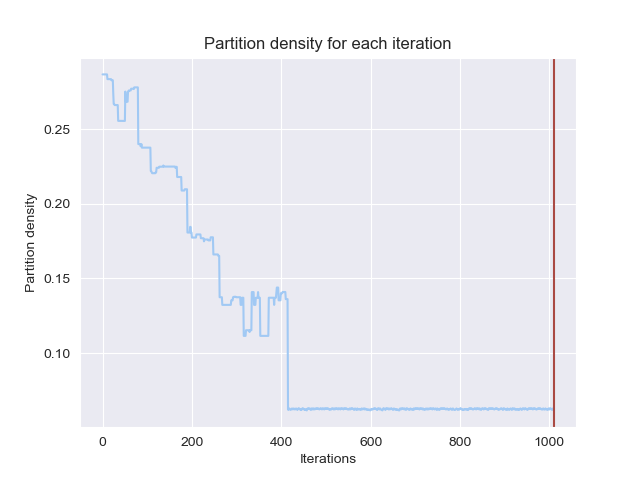 Partition density for each iteration
Partition density
0.25
0.20
0.15
0.10
0 200 400 600 800 1000
Iterations